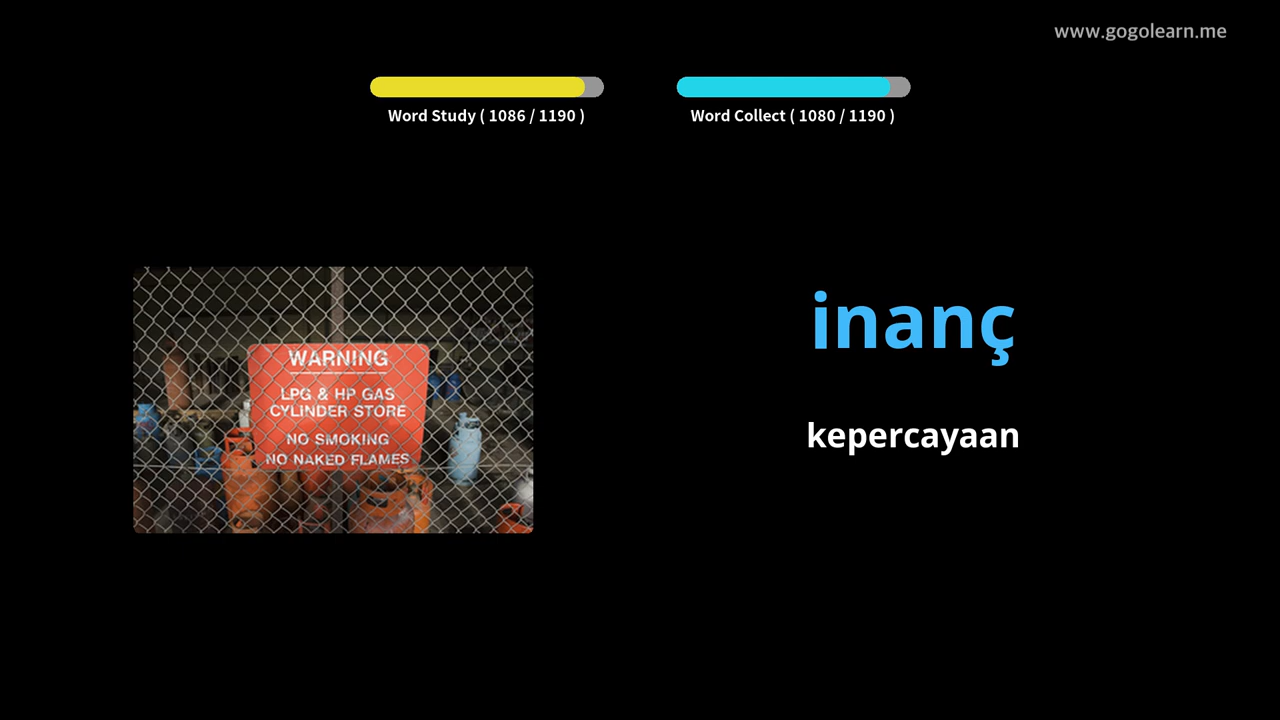 www.gogolearn.me
Word Study ( 1086 / 1190 )
Word Collect ( 1080 / 1190 )
WARNING
LPG & HP GAS
CYLINDER STORE
NO SMOKING
NO NAKED FLAMES
inanç
kepercayaan